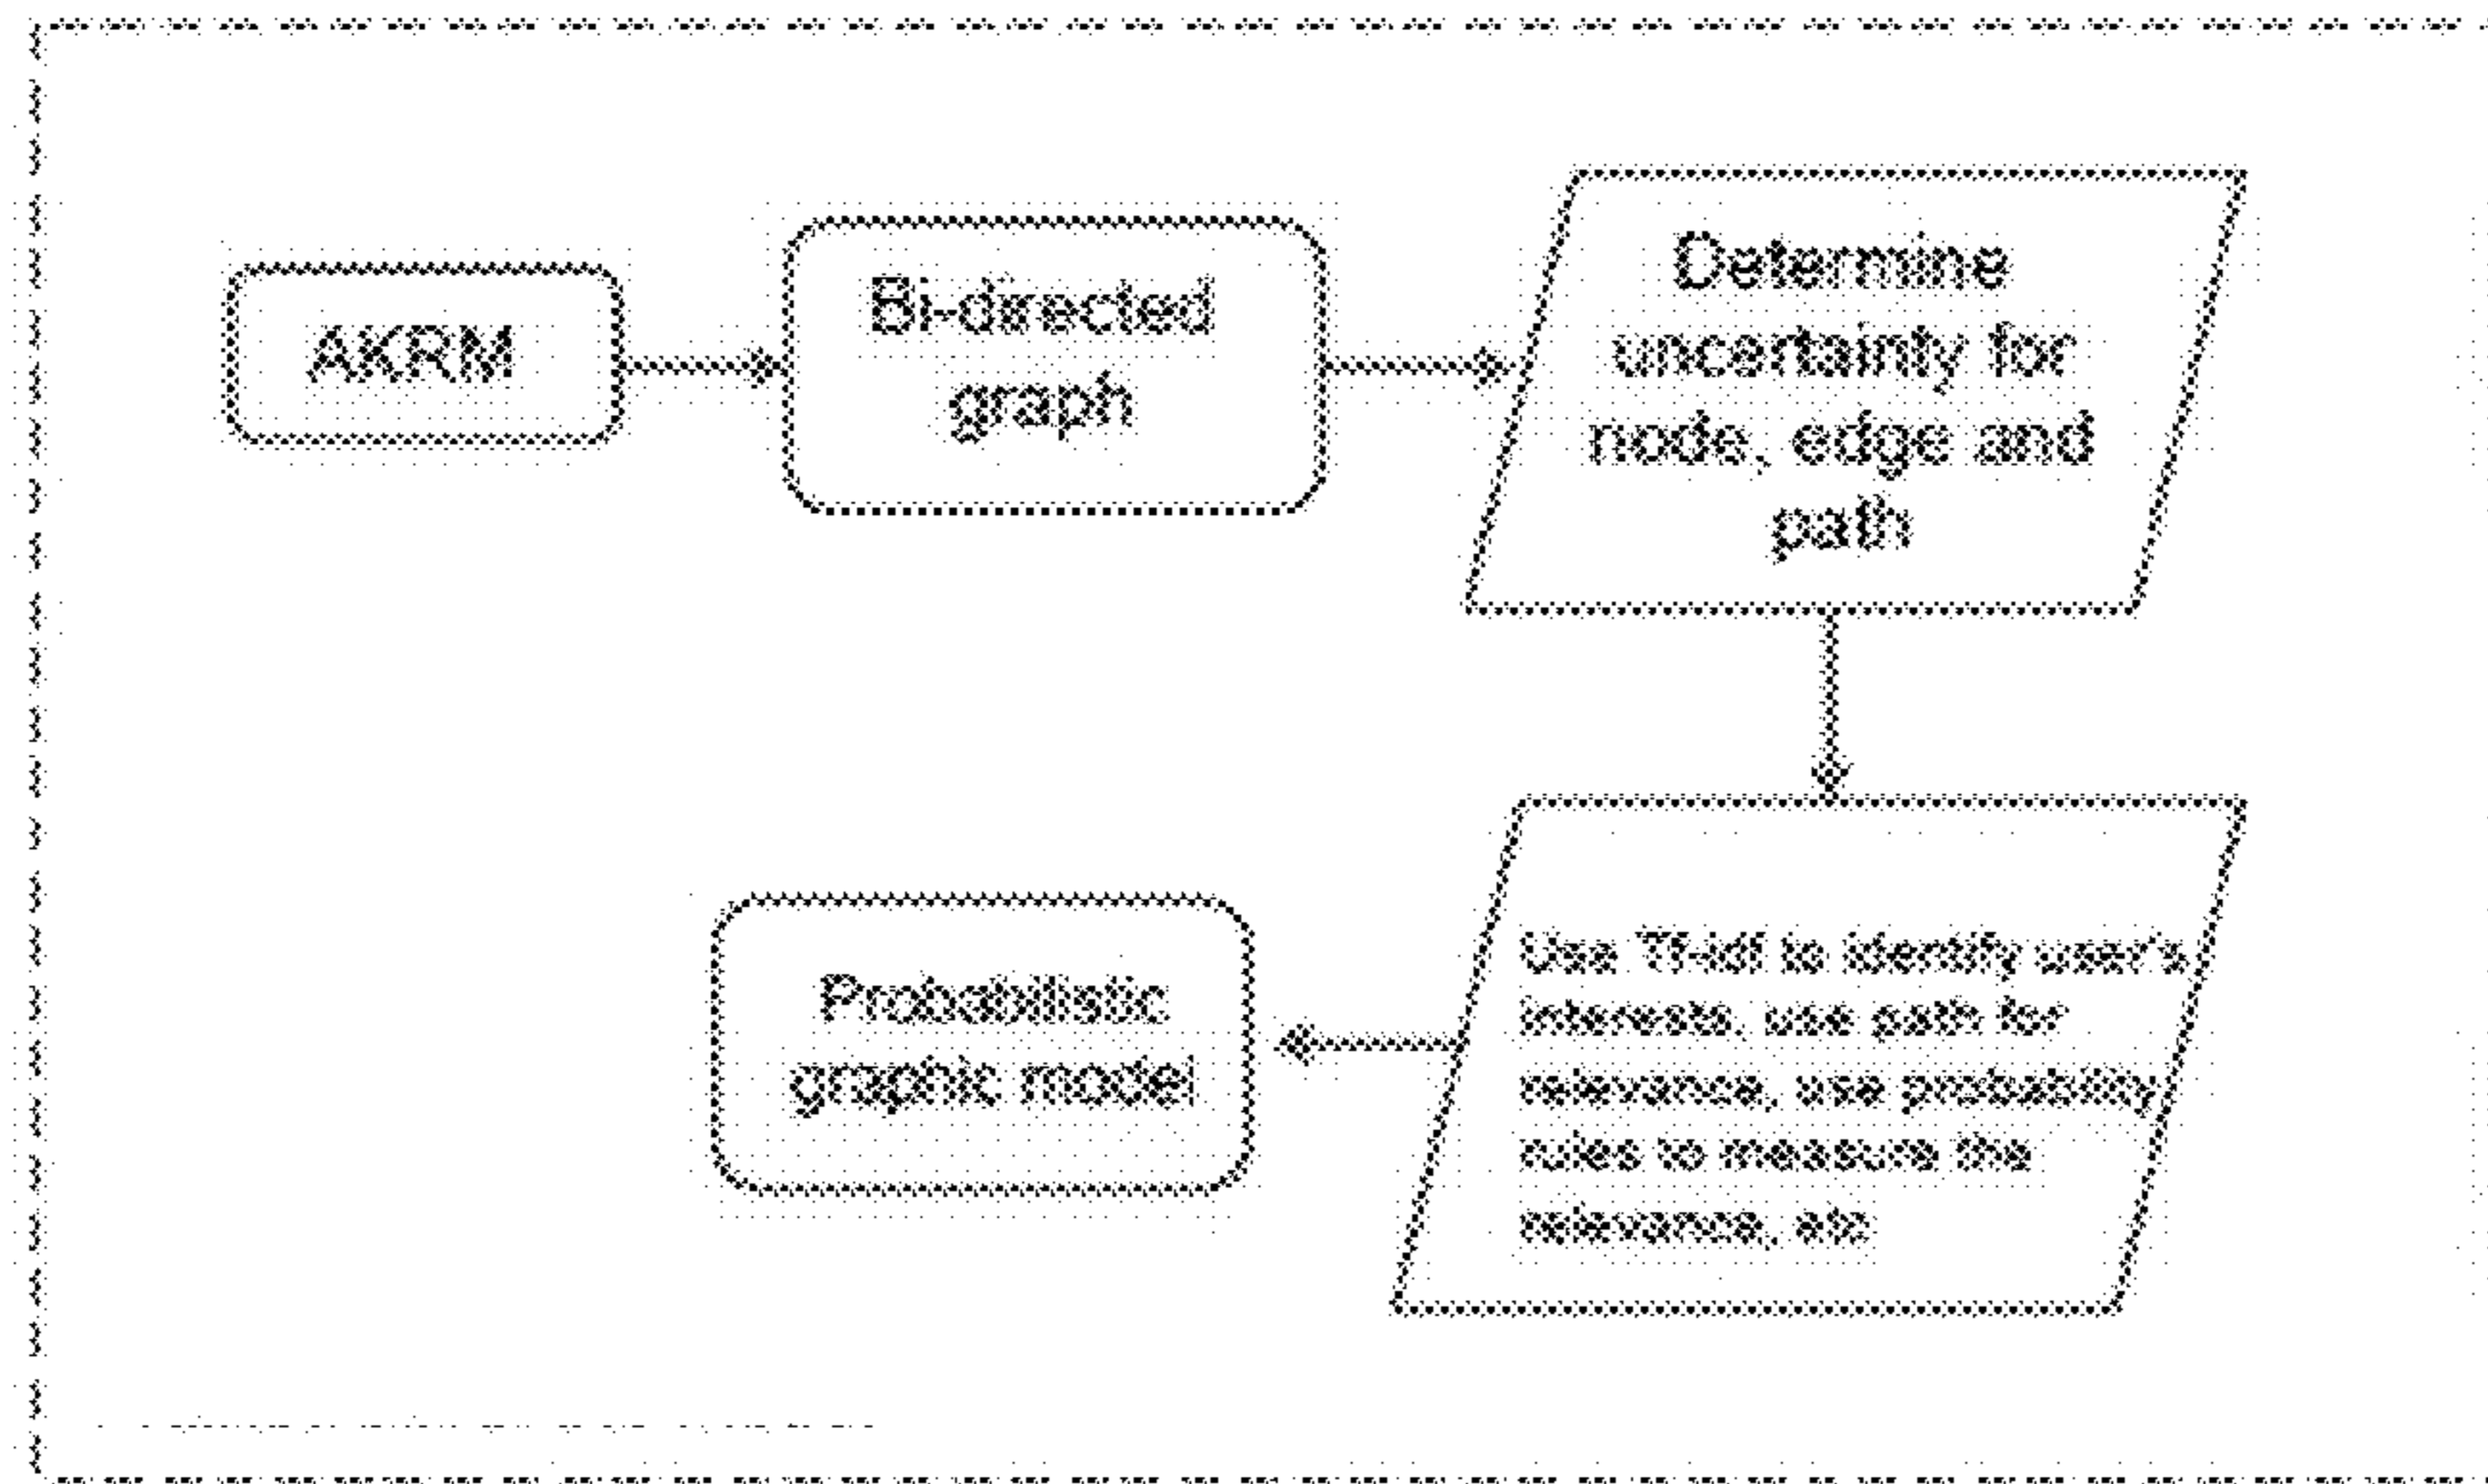 AKRM
Bi-directed
graph
Determine
uncertainty for
node, edge and
path
Use Tf-idf to identify user's
interests, use path for
relevance, use probability
rules to measure the
relevance, etc
Probabilistic
graphic model